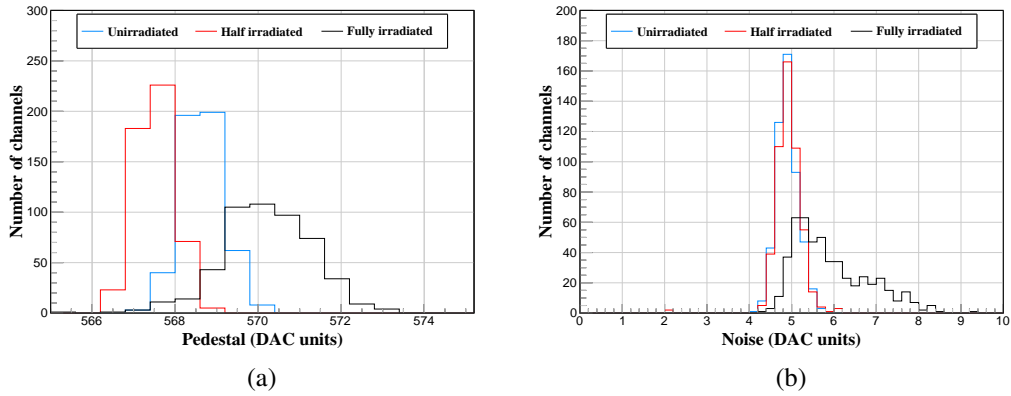 Unirradiated Half irradiated Fully irradiated
300
250
200
150
100
50
0
566 568 570 572 574
Number of channels
Pedestal (DAC units)
(a)
Unirradiated Half irradiated Fully irradiated
200
180
160
140
120
100
80
60
40
20
0
0 1 2 3 4 5 6 7 8 9 10
Number of channels
Noise (DAC units)
(b)